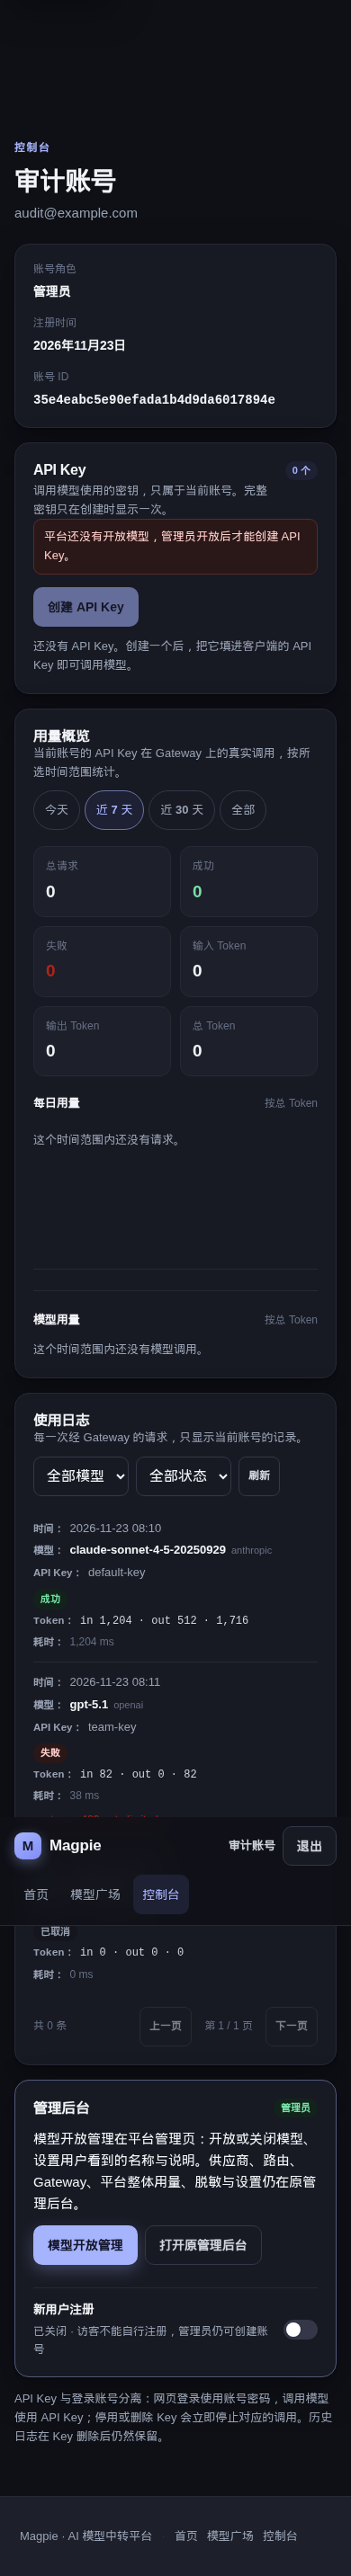 控制台
审计账号
audit@example.com
账号角色
管理员
注册时间
2026年11月23日
账号 ID
35e4eabc5e90efada1b4d9da6017894e
API Key
0 个
调用模型使用的密钥，只属于当前账号。完整
密钥只在创建时显示一次。
平台还没有开放模型，管理员开放后才能创建 API
Key。
创建 API Key
还没有 API Key。创建一个后，把它填进客户端的 API
Key 即可调用模型。
用量概览
当前账号的 API Key 在 Gateway 上的真实调用，按所
选时间范围统计。
今天
近 7 天
近 30 天
全部
总请求
0
成功
0
失败
0
输入 Token
0
输出 Token
0
总 Token
0
每日用量
按总 Token
这个时间范围内还没有请求。
模型用量
按总 Token
这个时间范围内还没有模型调用。
使用日志
每一次经 Gateway 的请求，只显示当前账号的记录。
全部模型
全部状态
刷新
时间： 2026-11-23 08:10
模型： claude-sonnet-4-5-20250929 anthropic
API Key： default-key
成功
Token： in 1,204 · out 512 · 1,716
耗时： 1,204 ms
时间： 2026-11-23 08:11
模型： gpt-5.1 openai
API Key： team-key
失败
Token： in 82 · out 0 · 82
耗时： 38 ms
M
Magpie
审计账号
退出
首页
模型广场
控制台
已取消
Token： in 0 · out 0 · 0
耗时： 0 ms
共 0 条
上一页
第 1 / 1 页
下一页
管理后台
管理员
模型开放管理在平台管理页：开放或关闭模型、
设置用户看到的名称与说明。供应商、路由、
Gateway、平台整体用量、脱敏与设置仍在原管
理后台。
模型开放管理
打开原管理后台
新用户注册
已关闭 · 访客不能自行注册，管理员仍可创建账
号
API Key 与登录账号分离：网页登录使用账号密码，调用模型
使用 API Key；停用或删除 Key 会立即停止对应的调用。历史
日志在 Key 删除后仍然保留。
Magpie · AI 模型中转平台 · 首页 模型广场 控制台